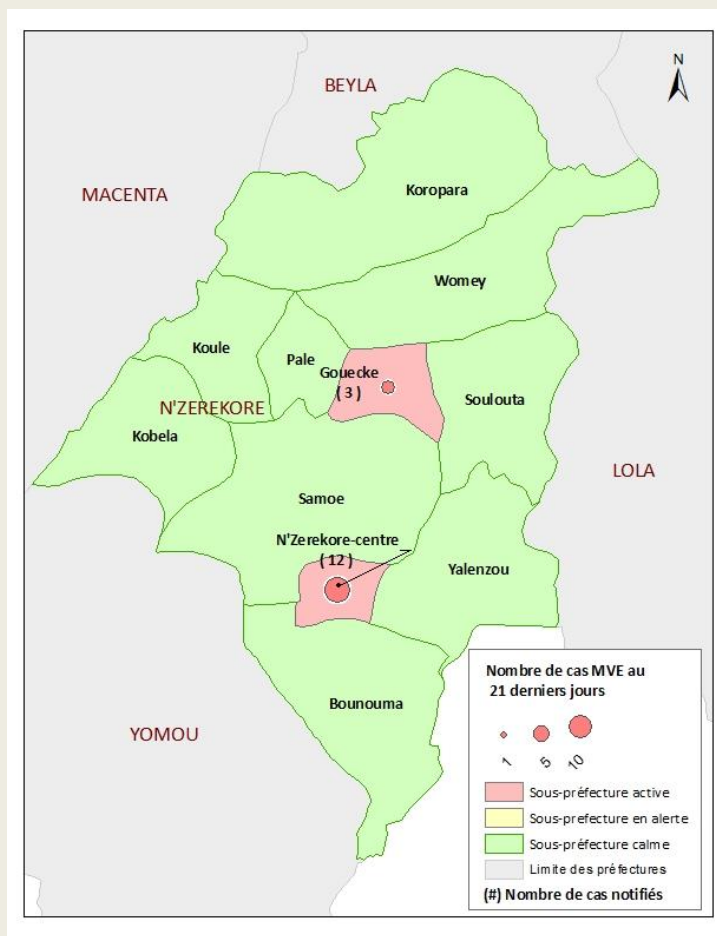 N
BEYLA
MACENTA
Koropara
Womey
Koule
Pale
Gouecke
( 3 )
Soulouta
N'ZEREKORE
Kobela
LOLA
Samoe
N'Zerekore-centre
( 12 )
Yalenzou
Bounouma
YOMOU
Nombre de cas MVE au
21 derniers jours
1 5 10
Sous-préfecture active
Sous-prefecture en alerte
Sous-préfecture calme
Limite des préfectures
(#) Nombre de cas notifiés